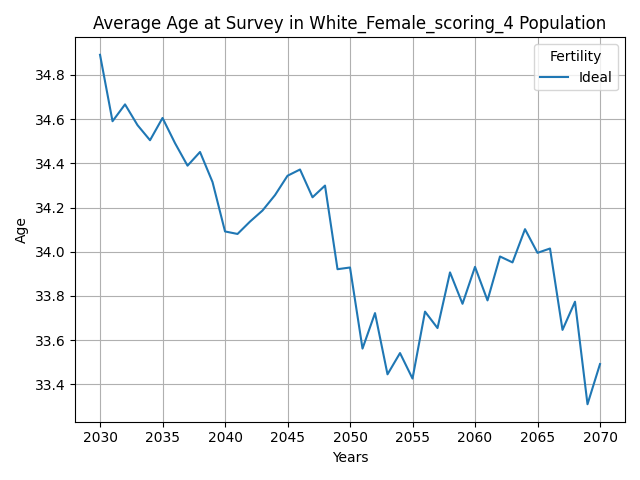 Average Age at Survey in White_Female_scoring_4 Population
Fertility
Ideal
34.8
34.6
34.4
34.2
34.0
33.8
33.6
33.4
Age
2030 2035 2040 2045 2050 2055 2060 2065 2070
Years